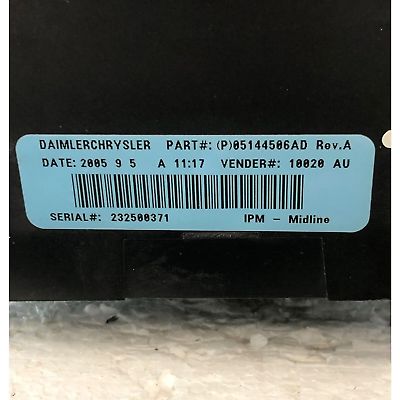 DAIMLERCHRYSLER PART#: (P)05144506AD Rev.A
DATE: 2005 9 5 A 11:17 VENDER#: 10020 AU
SERIAL#: 232500371 IPM - Midline